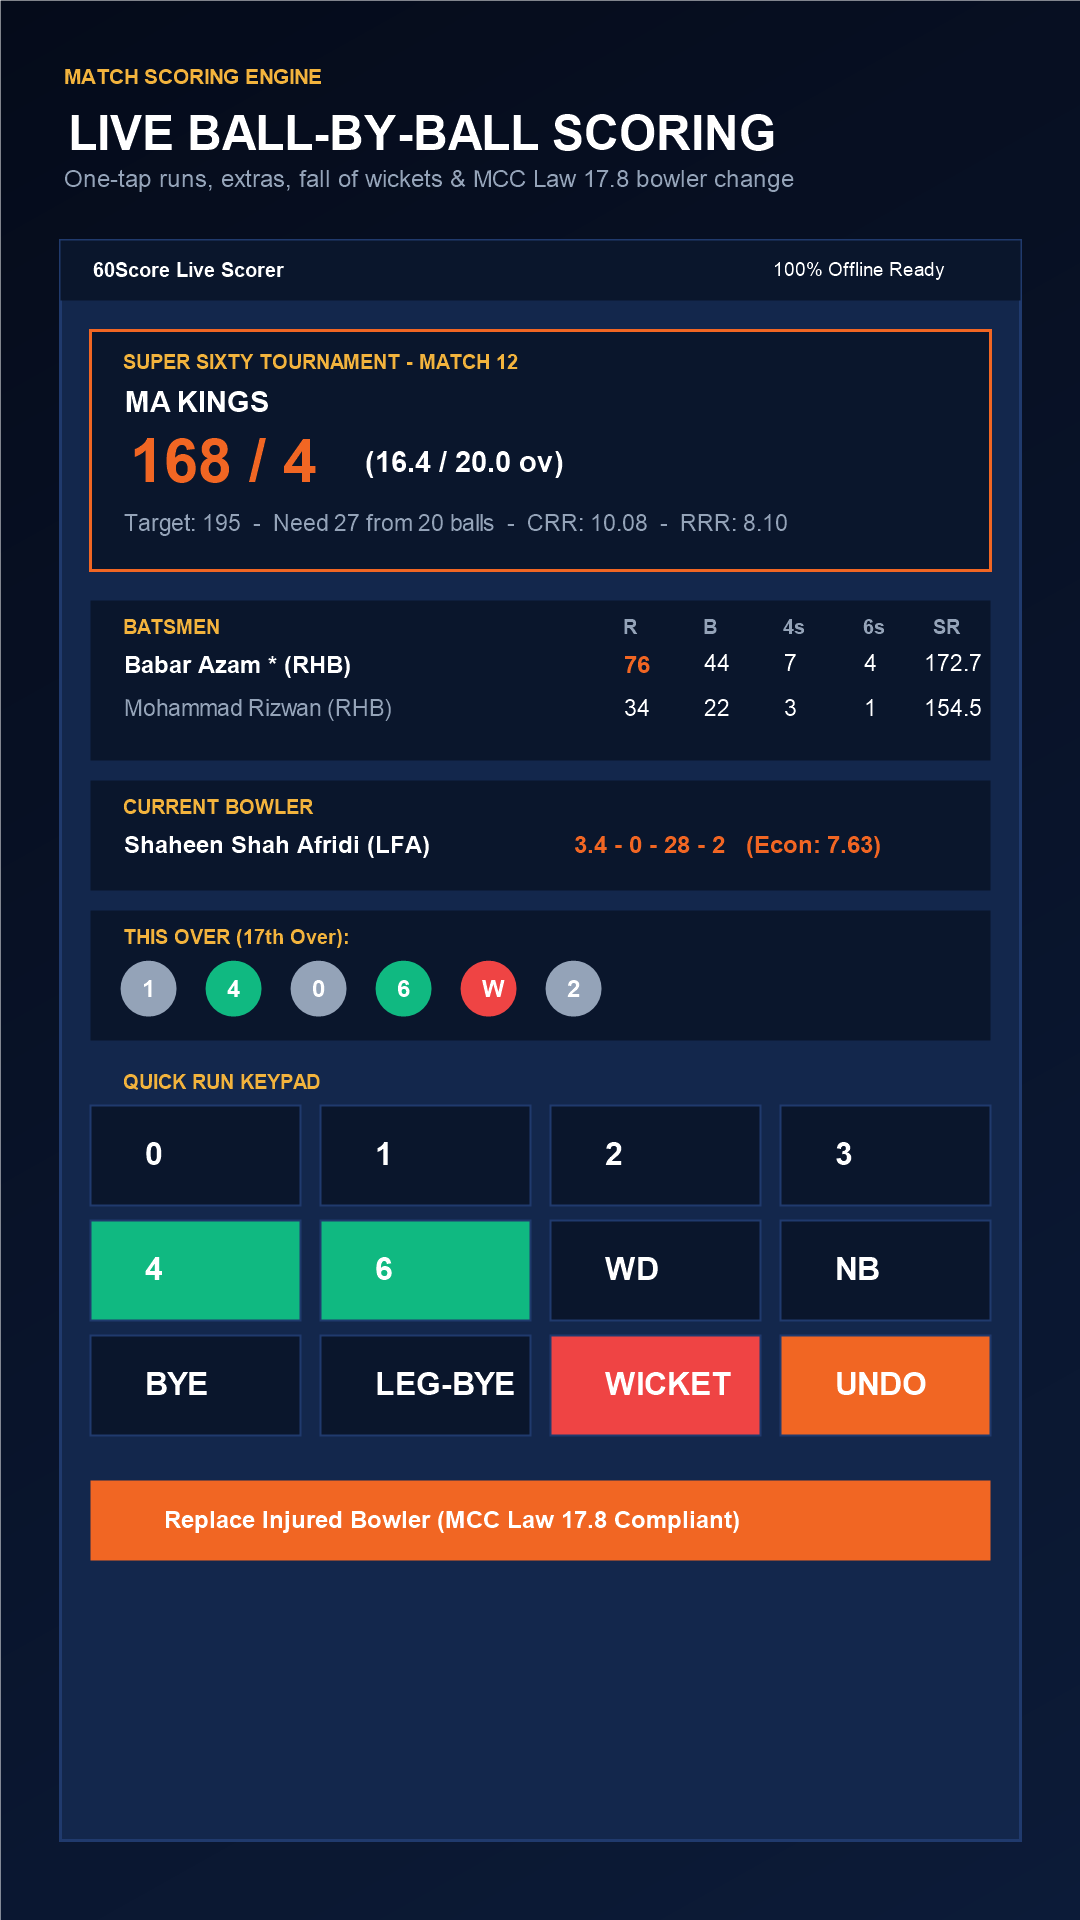 MATCH SCORING ENGINE
LIVE BALL-BY-BALL SCORING
One-tap runs, extras, fall of wickets & MCC Law 17.8 bowler change
60Score Live Scorer 100% Offline Ready
SUPER SIXTY TOURNAMENT - MATCH 12
MA KINGS
168 / 4 (16.4 / 20.0 ov)
Target: 195 - Need 27 from 20 balls - CRR: 10.08 - RRR: 8.10
BATSMEN R B 4s 6s SR
Babar Azam * (RHB) 76 44 7 4 172.7
Mohammad Rizwan (RHB) 34 22 3 1 154.5
CURRENT BOWLER
Shaheen Shah Afridi (LFA) 3.4 - 0 - 28 - 2 (Econ: 7.63)
THIS OVER (17th Over):
1 4 0 6 W 2
QUICK RUN KEYPAD
0 1 2 3
4 6 WD NB
BYE LEG-BYE WICKET UNDO
Replace Injured Bowler (MCC Law 17.8 Compliant)